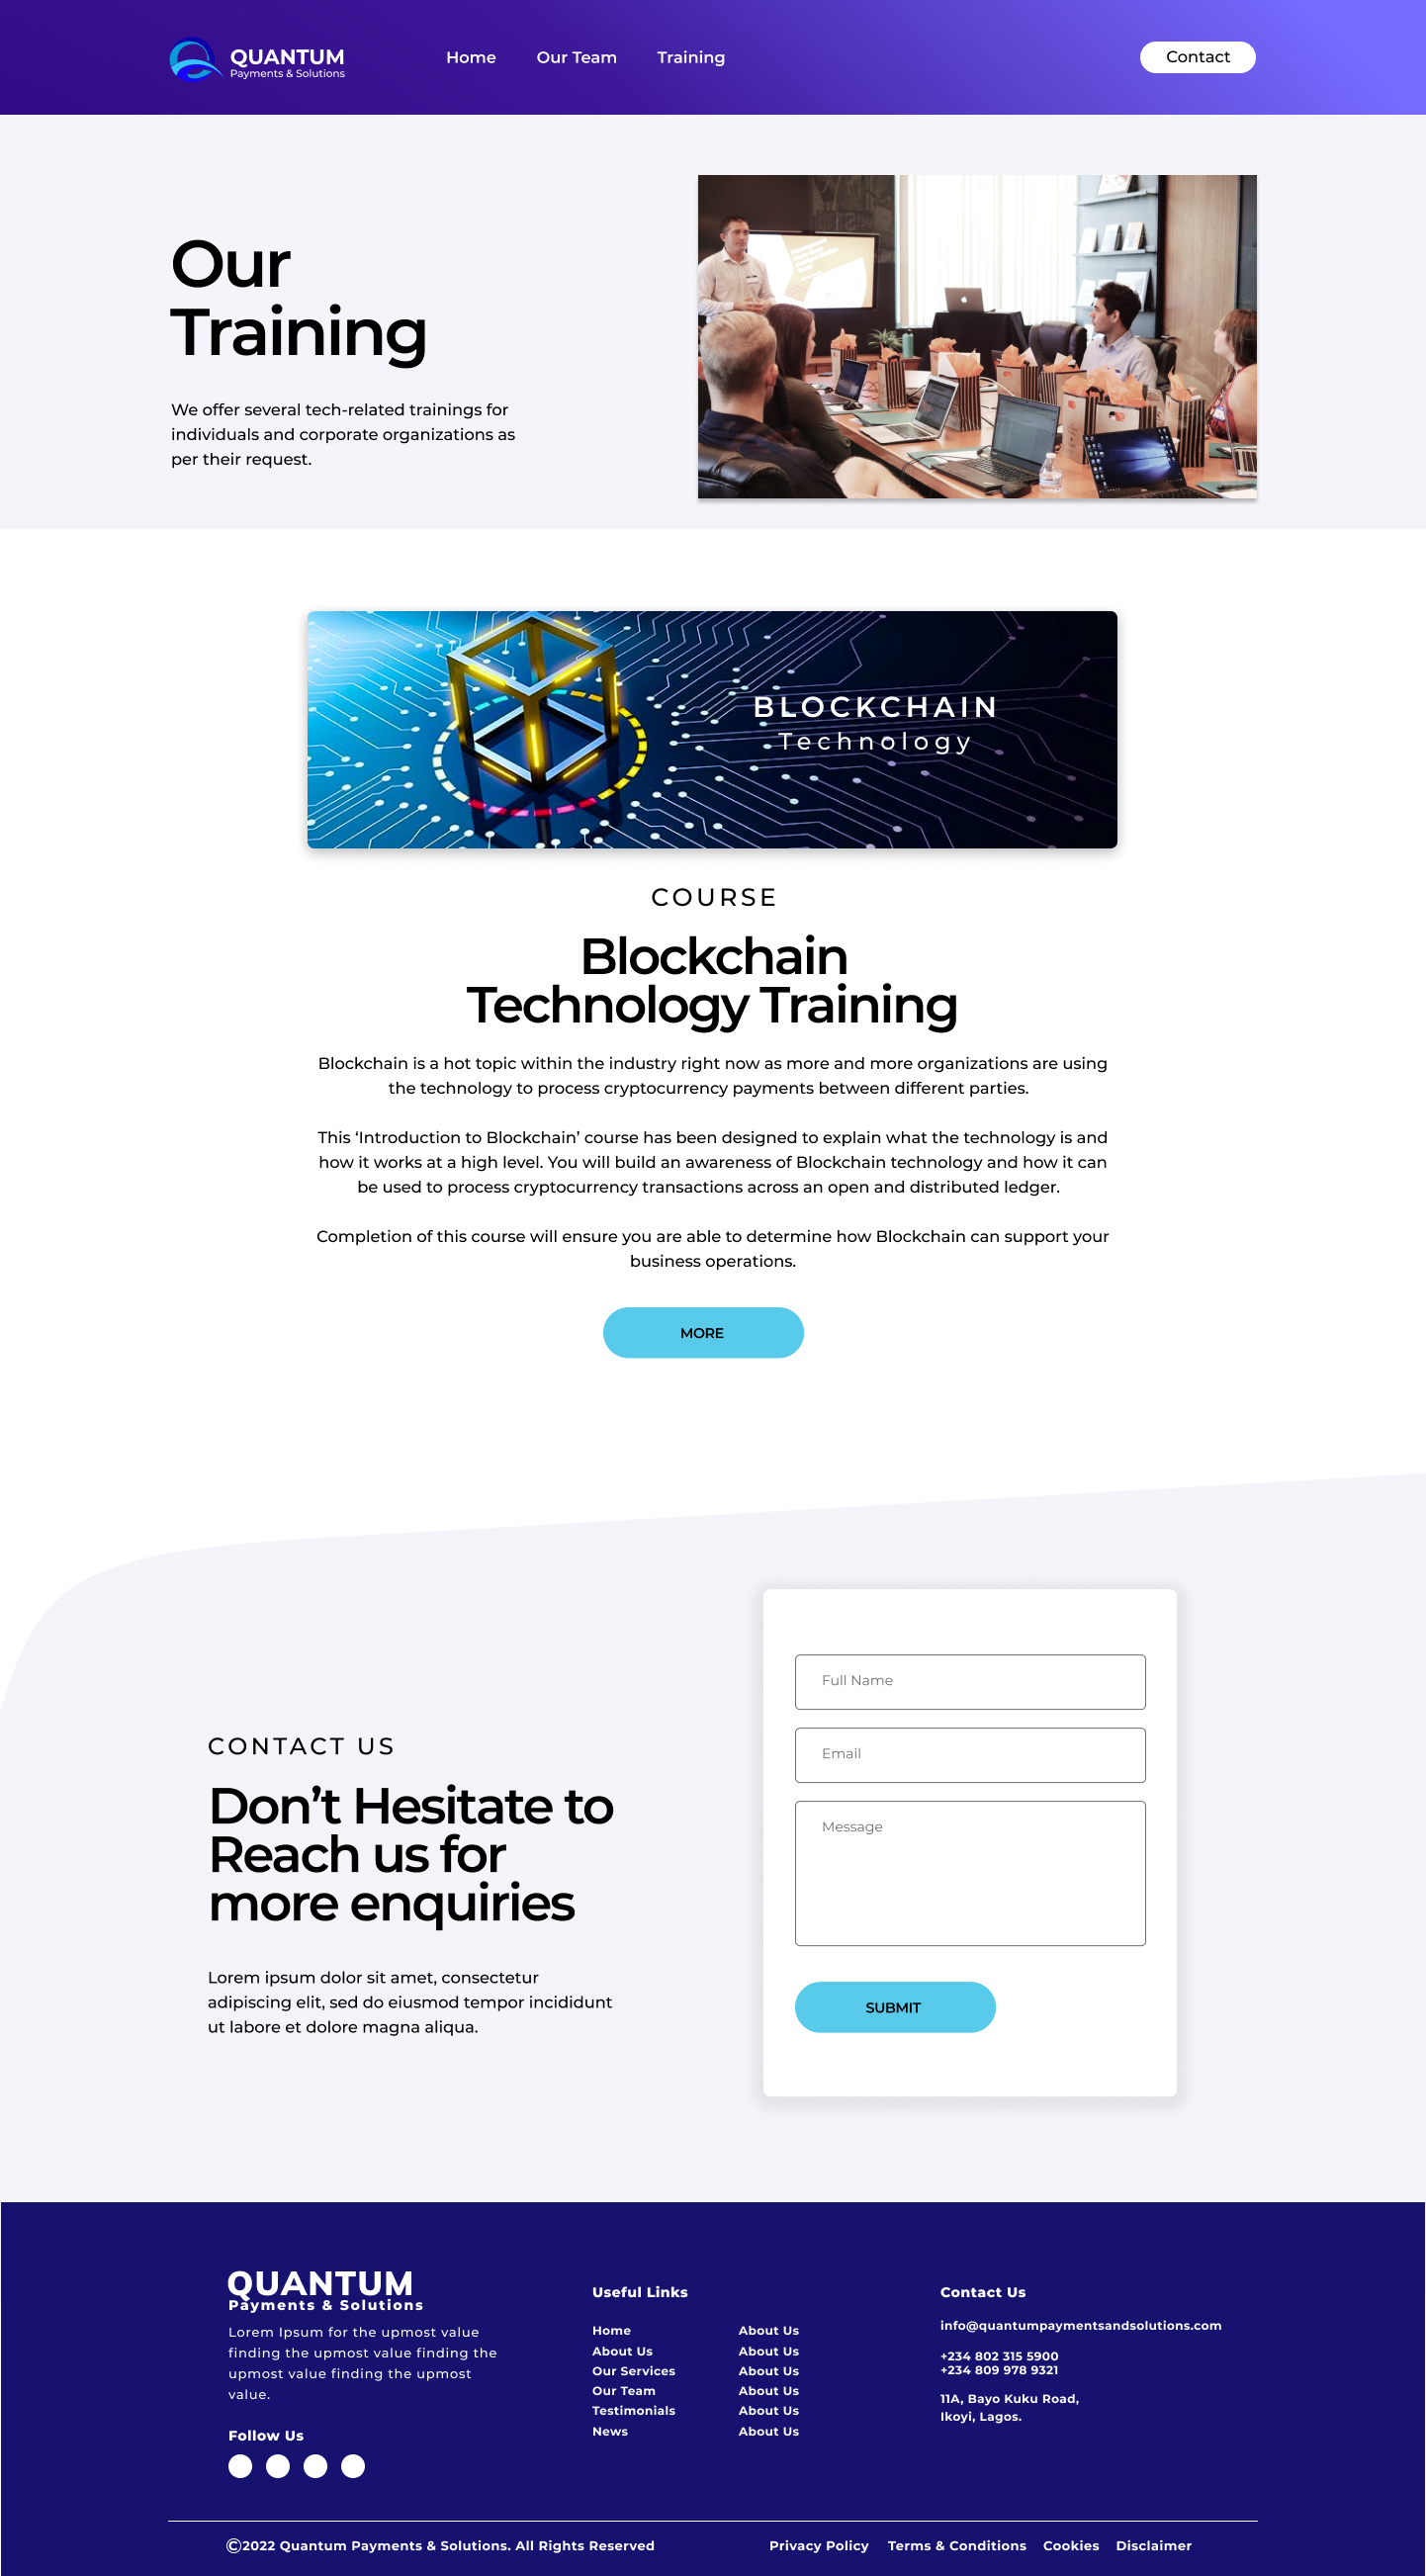 QUANTUM
Payments & Solutions
Home Our Team Training
Contact
Our
Training
We offer several tech-related trainings for
individuals and corporate organizations as
per their request.
BLOCKCHAIN
Technology
COURSE
Blockchain
Technology Training
Blockchain is a hot topic within the industry right now as more and more organizations are using
the technology to process cryptocurrency payments between different parties.
This ‘Introduction to Blockchain’ course has been designed to explain what the technology is and
how it works at a high level. You will build an awareness of Blockchain technology and how it can
be used to process cryptocurrency transactions across an open and distributed ledger.
Completion of this course will ensure you are able to determine how Blockchain can support your
business operations.
MORE
CONTACT US
Don’t Hesitate to
Reach us for
more enquiries
Lorem ipsum dolor sit amet, consectetur
adipiscing elit, sed do eiusmod tempor incididunt
ut labore et dolore magna aliqua.
Full Name
Email
Message
SUBMIT
QUANTUM
Payments & Solutions
Lorem Ipsum for the upmost value
finding the upmost value finding the
upmost value finding the upmost
value.
Follow Us
Useful Links
Home
About Us
Our Services
Our Team
Testimonials
News
About Us
About Us
About Us
About Us
About Us
About Us
Contact Us
info@quantumpaymentsandsolutions.com
+234 802 315 5900
+234 809 978 9321
11A, Bayo Kuku Road,
Ikoyi, Lagos.
©2022 Quantum Payments & Solutions. All Rights Reserved
Privacy Policy Terms & Conditions Cookies Disclaimer